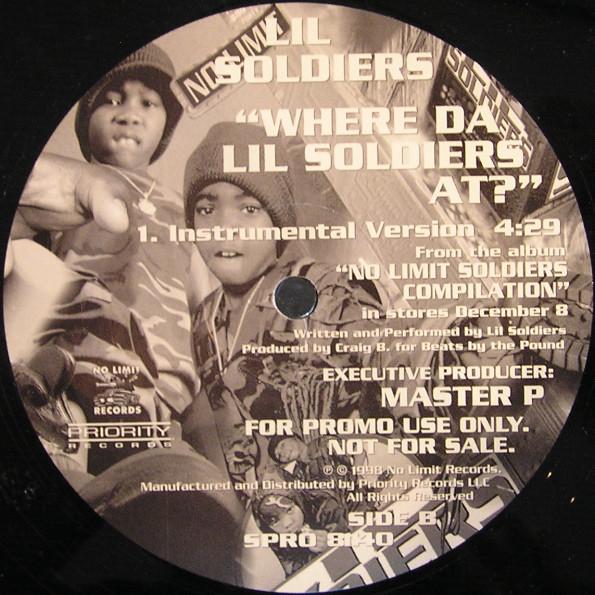 LIL
SOLDIERS
NO LIMIT
"WHERE DA
LIL SOLDIERS
AT?"
1. Instrumental Version 4:29
From the album
"NO LIMIT SOLDIERS
COMPILATION"
in stores December 8
Written and Performed by Lil Soldiers
Produced by Craig B. for Beats by the Pound
EXECUTIVE PRODUCER:
MASTER P
NO LIMIT
RECORDS
PRIORITY
RECORDS
FOR PROMO USE ONLY.
NOT FOR SALE.
℗ © 1998 No Limit Records.
Manufactured and Distributed by Priority Records LLC
All Rights Reserved
SIDE B
SPRO 8140